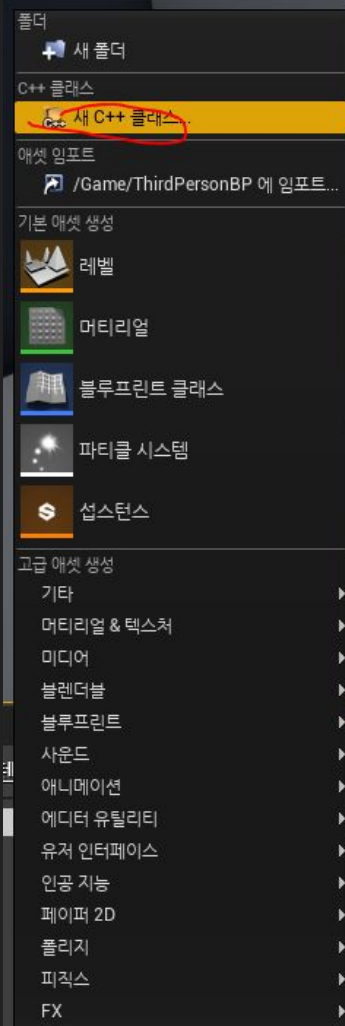 폴더
새 폴더
C++ 클래스
새 C++ 클래스...
애셋 임포트
/Game/ThirdPersonBP 에 임포트...
기본 애셋 생성
레벨
머티리얼
블루프린트 클래스
파티클 시스템
섭스턴스
고급 애셋 생성
기타
머티리얼 & 텍스처
미디어
블렌더블
블루프린트
사운드
애니메이션
에디터 유틸리티
유저 인터페이스
인공 지능
페이퍼 2D
폴리지
피직스
FX